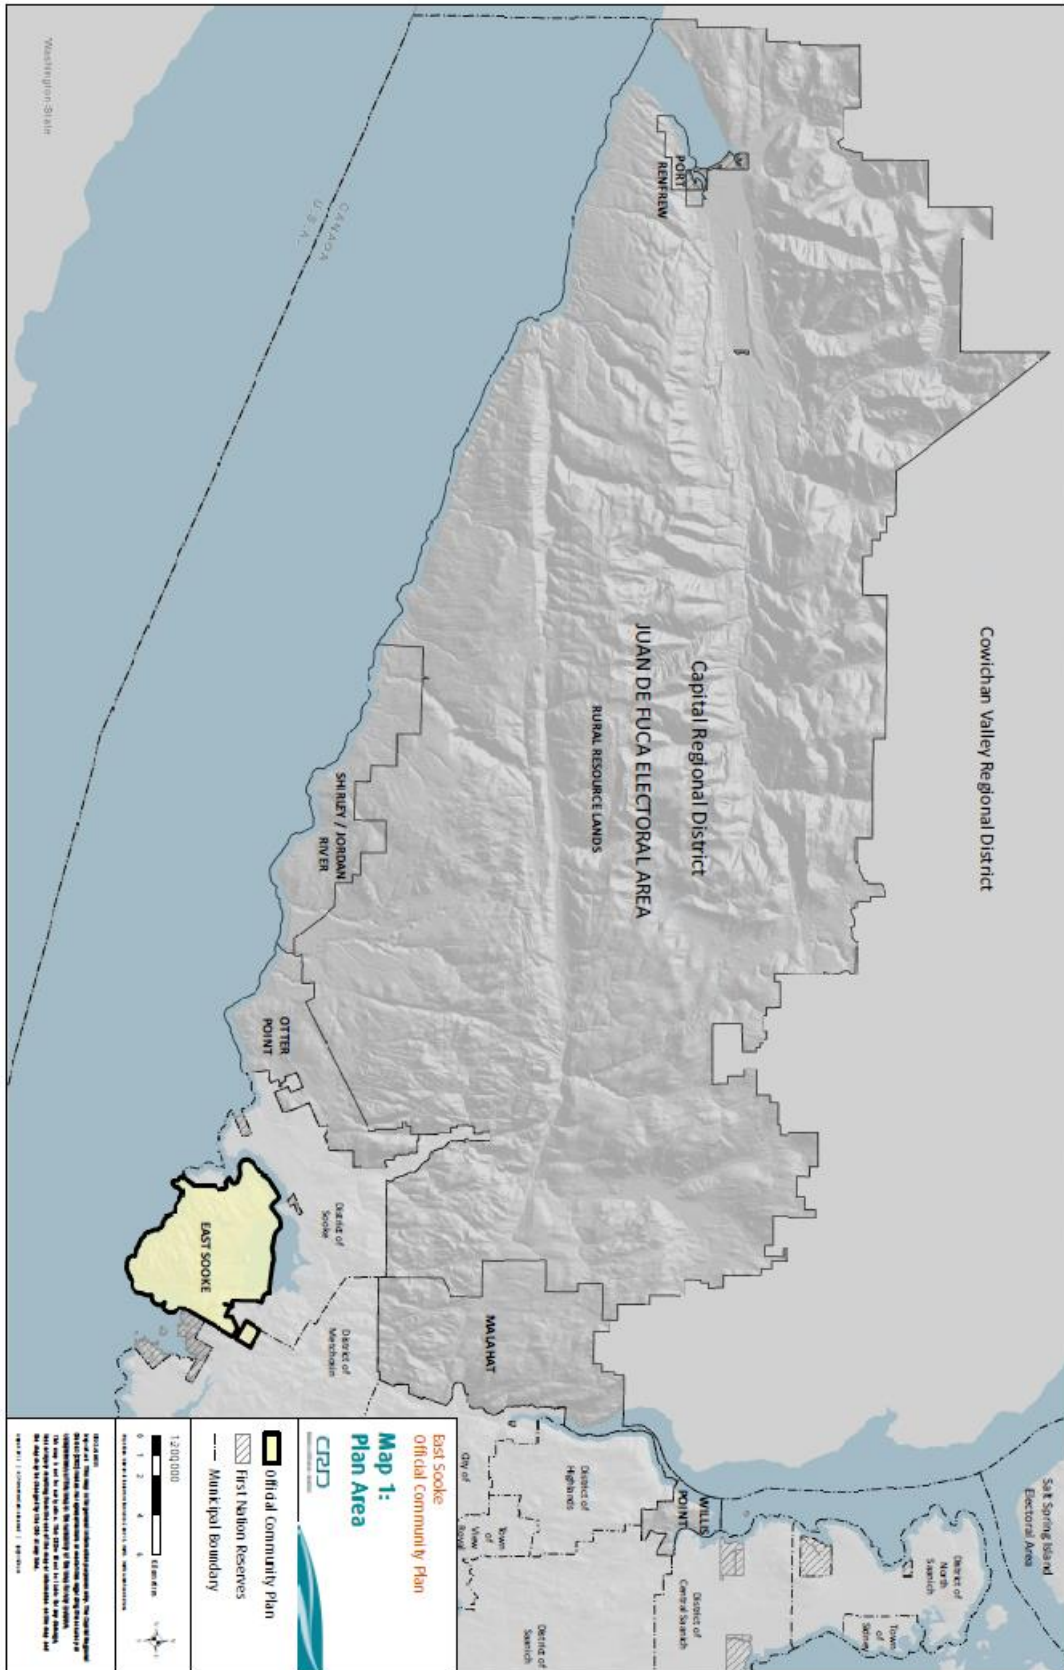 Cowichan Valley Regional District
Salt Spring Island
Electoral Area
Washington State
CANADA
U.S.A.
PORT
RENFREW
Capital Regional District
JUAN DE FUCA ELECTORAL AREA
RURAL RESOURCE LANDS
SHIRLEY / JORDAN
RIVER
OTTER
POINT
District of
Sooke
EAST SOOKE
District of
Metchosin
MALAHAT
WILLIS
POINT
District of
North
Saanich
Town
of
Sidney
District of
Central Saanich
District of
Highlands
District of
Saanich
Town
of
View
Royal
City of
East Sooke
Official Community Plan
Map 1:
Plan Area
CRD
Official Community Plan
First Nation Reserves
Municipal Boundary
1:200,000
0 1 2 4 6
Kilometres